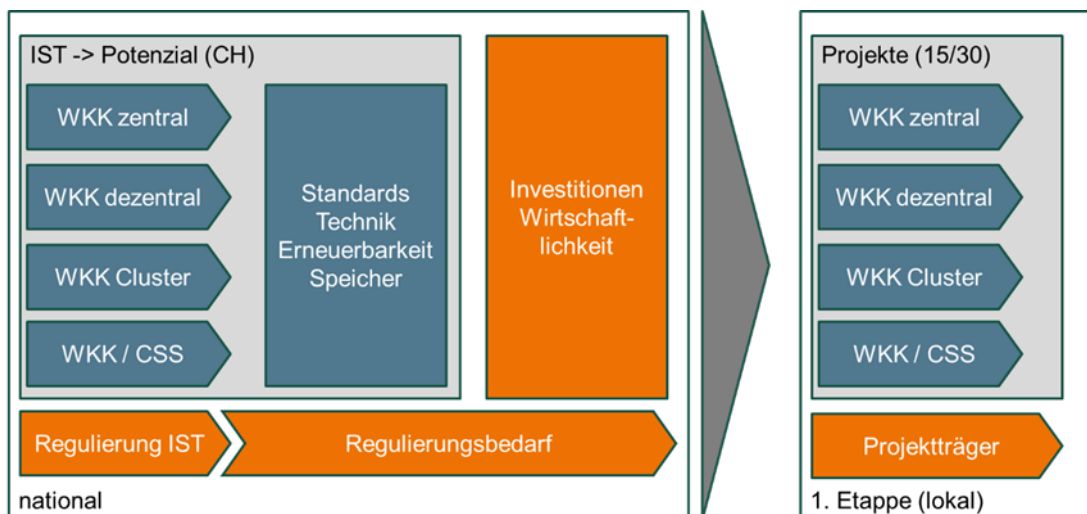 IST -> Potenzial (CH)
WKK zentral
WKK dezentral
WKK Cluster
WKK / CSS
Standards
Technik
Erneuerbarkeit
Speicher
Investitionen
Wirtschaft-
lichkeit
Regulierung IST
Regulierungsbedarf
national
Projekte (15/30)
WKK zentral
WKK dezentral
WKK Cluster
WKK / CSS
Projektträger
1. Etappe (lokal)